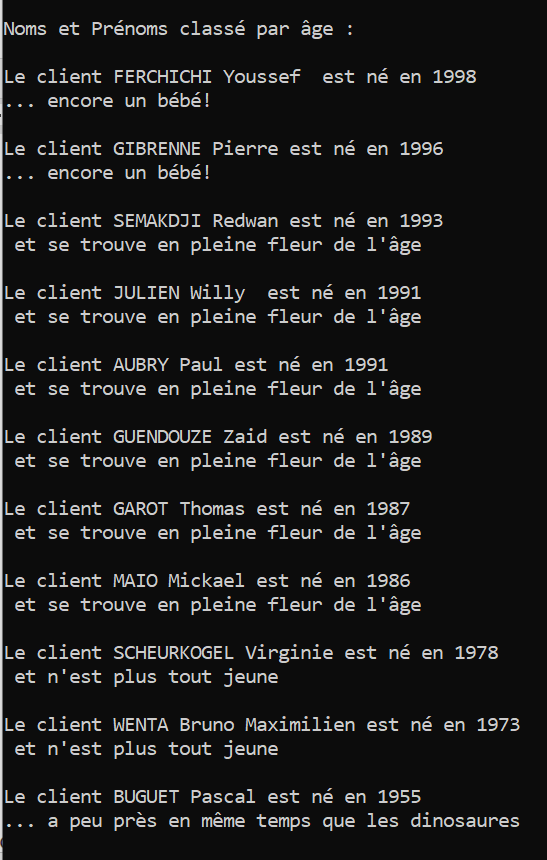 Noms et Prénoms classé par âge :
Le client FERCHICHI Youssef  est né en 1998
... encore un bébé!
Le client GIBRENNE Pierre est né en 1996
... encore un bébé!
Le client SEMAKDJI Redwan est né en 1993
et se trouve en pleine fleur de l'âge
Le client JULIEN Willy  est né en 1991
et se trouve en pleine fleur de l'âge
Le client AUBRY Paul est né en 1991
et se trouve en pleine fleur de l'âge
Le client GUENDOUZE Zaid est né en 1989
et se trouve en pleine fleur de l'âge
Le client GAROT Thomas est né en 1987
et se trouve en pleine fleur de l'âge
Le client MAIO Mickael est né en 1986
et se trouve en pleine fleur de l'âge
Le client SCHEURKOGEL Virginie est né en 1978
et n'est plus tout jeune
Le client WENTA Bruno Maximilien est né en 1973
et n'est plus tout jeune
Le client BUGUET Pascal est né en 1955
... a peu près en même temps que les dinosaures